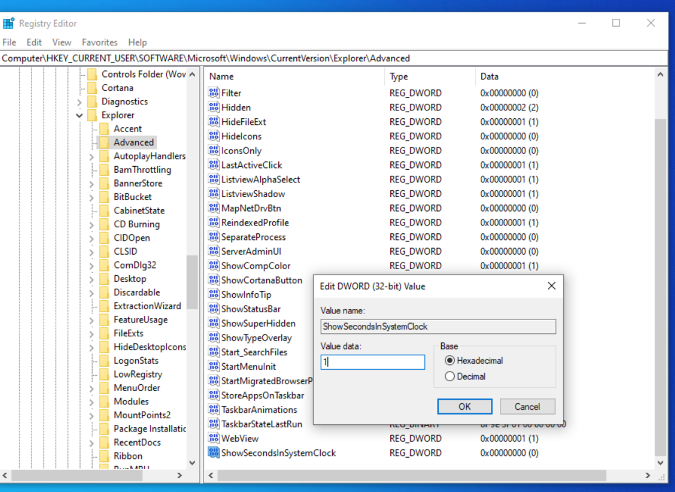 Registry Editor
File Edit View Favorites Help
Computer\HKEY_CURRENT_USER\SOFTWARE\Microsoft\Windows\CurrentVersion\Explorer\Advanced
Controls Folder (Wow
Cortana
Diagnostics
Explorer
Accent
Advanced
AutoplayHandlers
BamThrottling
BannerStore
BitBucket
CabinetState
CD Burning
CIDOpen
CLSID
ComDlg32
Desktop
Discardable
ExtractionWizard
FeatureUsage
FileExts
HideDesktopIcons
LogonStats
LowRegistry
MenuOrder
Modules
MountPoints2
Package Installatic
RecentDocs
Ribbon
RunMRU
Name Type Data
Filter REG_DWORD 0x00000000 (0)
Hidden REG_DWORD 0x00000002 (2)
HideFileExt REG_DWORD 0x00000001 (1)
HideIcons REG_DWORD 0x00000000 (0)
IconsOnly REG_DWORD 0x00000000 (0)
LastActiveClick REG_DWORD 0x00000001 (1)
ListviewAlphaSelect REG_DWORD 0x00000001 (1)
ListviewShadow REG_DWORD 0x00000001 (1)
MapNetDrvBtn REG_DWORD 0x00000000 (0)
ReindexedProfile REG_DWORD 0x00000001 (1)
SeparateProcess REG_DWORD 0x00000000 (0)
ServerAdminUI REG_DWORD 0x00000000 (0)
ShowCompColor REG_DWORD 0x00000001 (1)
ShowCortanaButton
ShowInfoTip
ShowStatusBar
ShowSuperHidden
ShowTypeOverlay
Start_SearchFiles
StartMenuInit
StartMigratedBrowserP
StoreAppsOnTaskbar
TaskbarAnimations
TaskbarStateLastRun REG_BINARY
WebView REG_DWORD 0x00000001 (1)
ShowSecondsInSystemClock REG_DWORD 0x00000000 (0)
Edit DWORD (32-bit) Value
Value name:
ShowSecondsInSystemClock
Value data:
1
Base
Hexadecimal
Decimal
OK Cancel